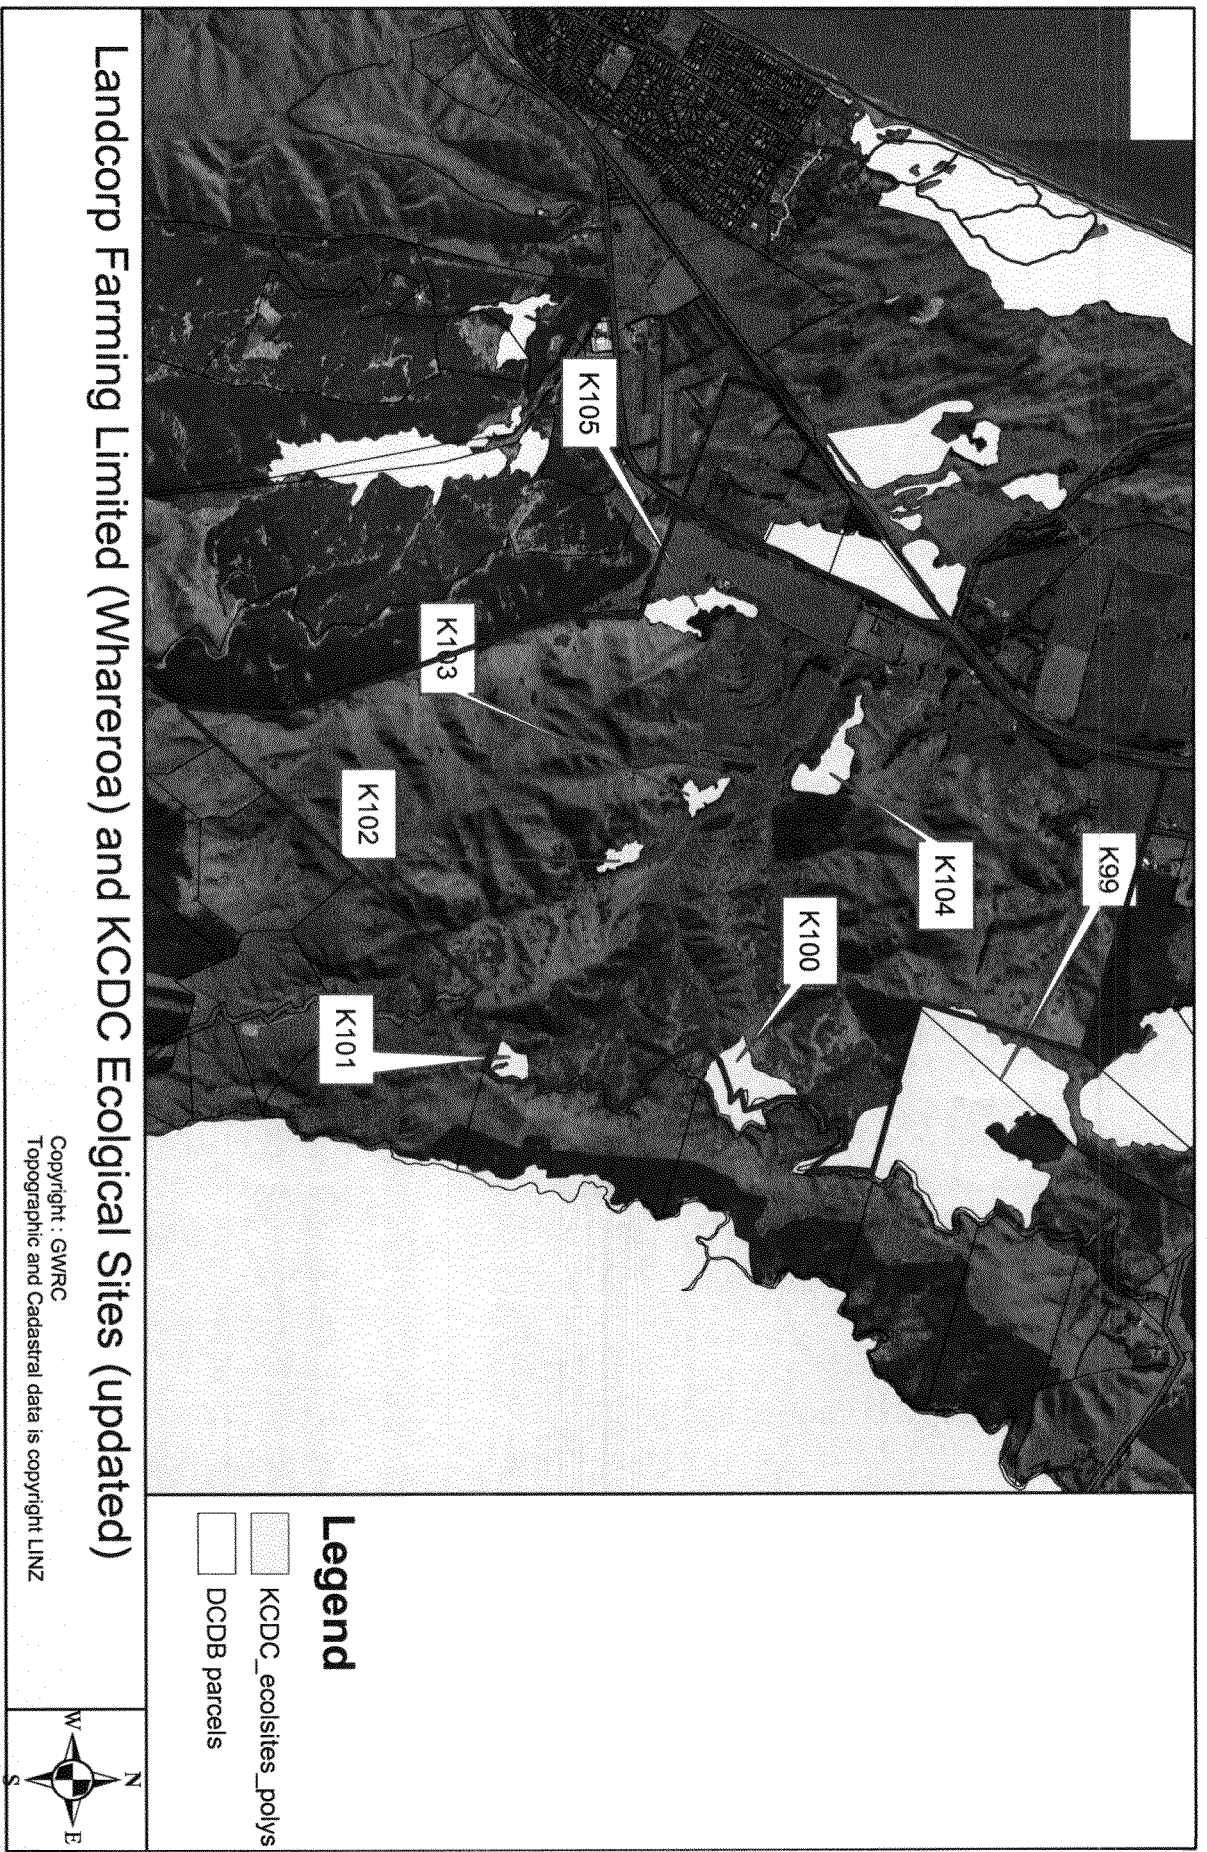 K105
K103
K102
K104
K99
K100
K101
Legend
KCDC_ecolsites_polys
DCDB parcels
Landcorp Farming Limited (Whareroa) and KCDC Ecolgical Sites (updated)
Copyright : GWRC
Topographic and Cadastral data is copyright LINZ
N
W
E
S